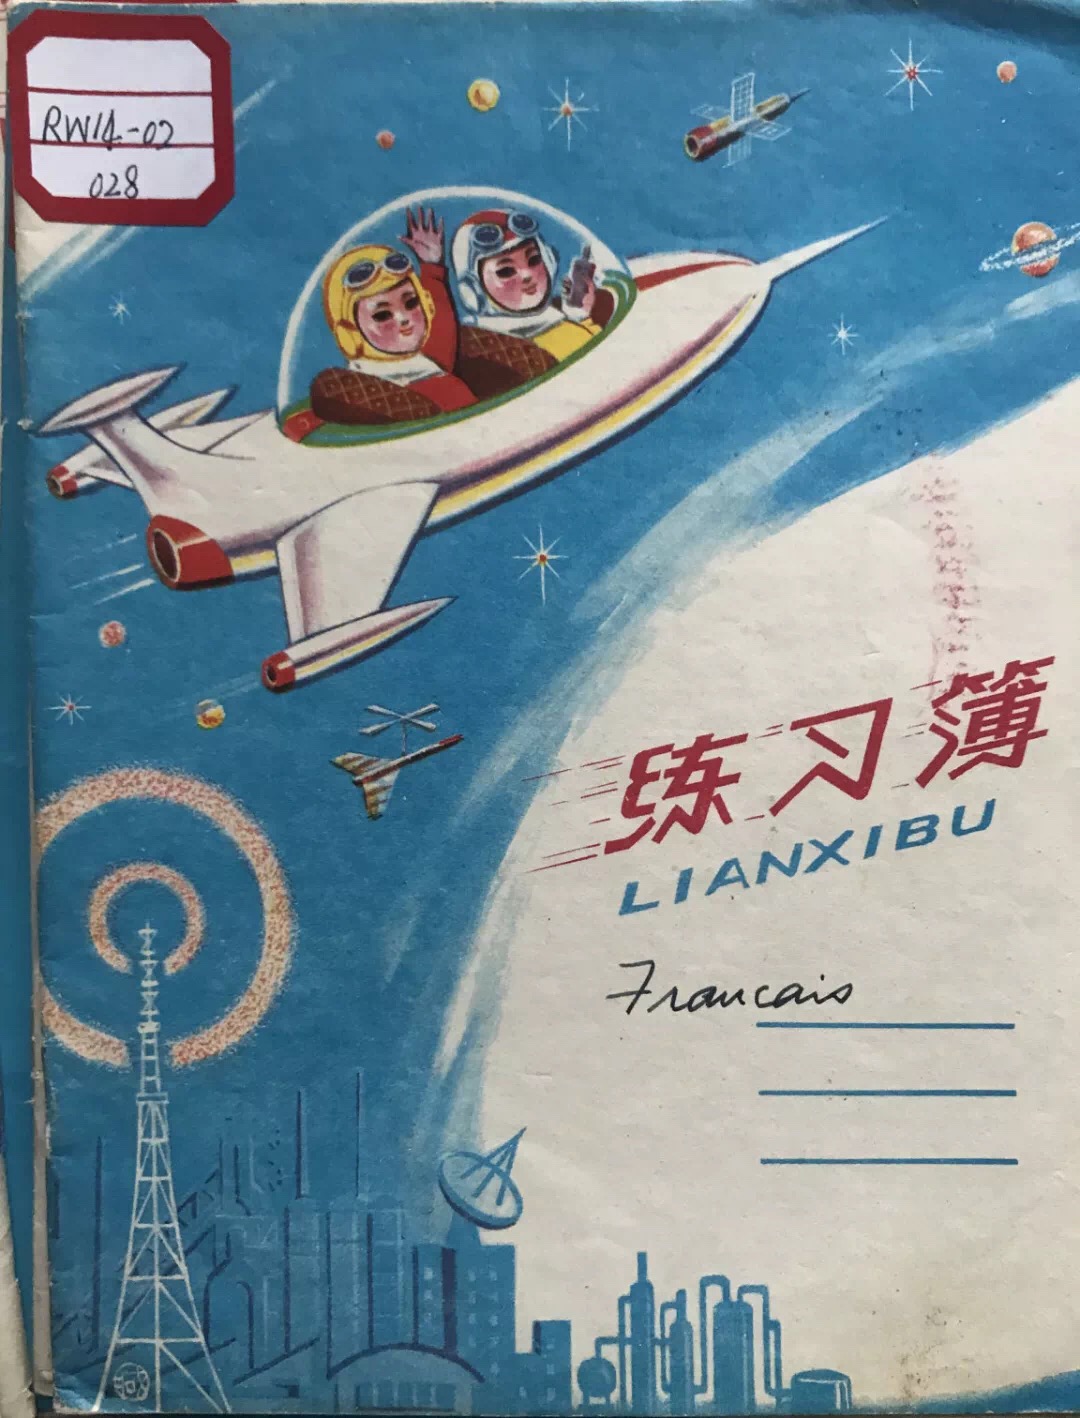 RW14-02
028
练习簿
LIANXIBU
Francais